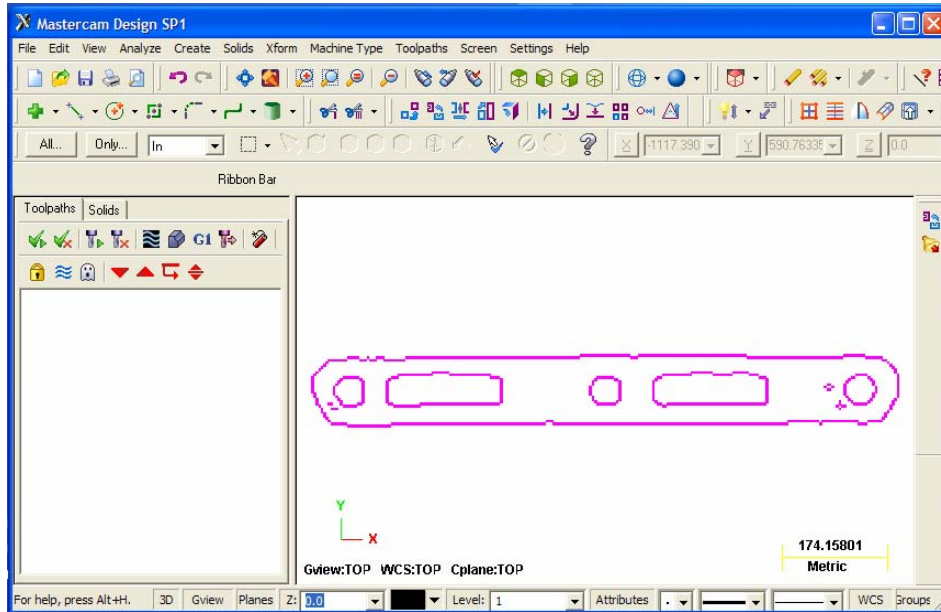 Mastercam Design SP1
File Edit View Analyze Create Solids Xform Machine Type Toolpaths Screen Settings Help
All... Only... In X -1117.390 Y 590.7633 Z 0.0
Ribbon Bar
Toolpaths Solids
G1
Y
X
174.15801
Metric
Gview:TOP WCS:TOP Cplane:TOP
For help, press Alt+H. 3D Gview Planes Z: 0.0 Level: 1 Attributes WCS Groups